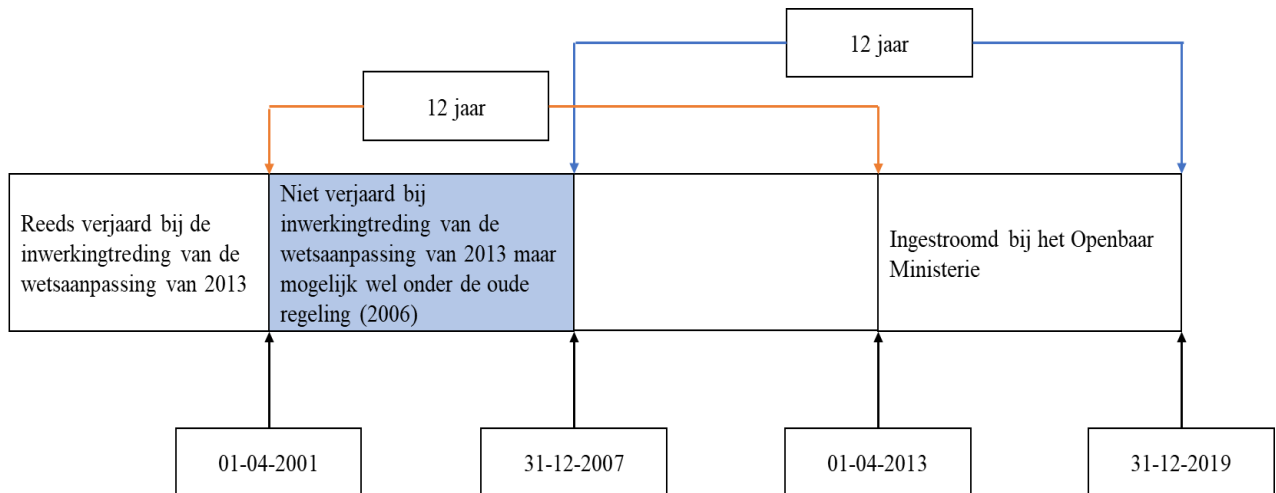 12 jaar
12 jaar
Reeds verjaard bij de
inwerkingtreding van de
wetsaanpassing van 2013
Niet verjaard bij
inwerkingtreding van de
wetsaanpassing van 2013 maar
mogelijk wel onder de oude
regeling (2006)
Ingestroomd bij het Openbaar
Ministerie
01-04-2001
31-12-2007
01-04-2013
31-12-2019